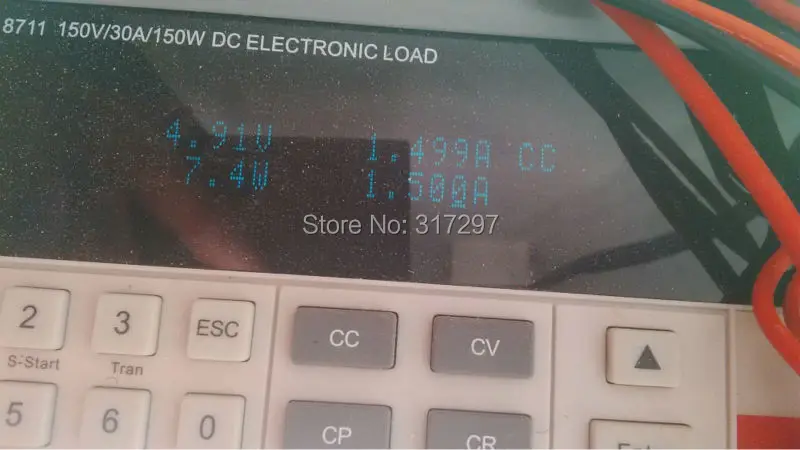 8711 150V/30A/150W DC ELECTRONIC LOAD
4.91V 1.499A CC
7.4W 1.500A
Store No: 317297
2 3 ESC CC CV ▲
S-Start Tran
5 6 0 CP CR